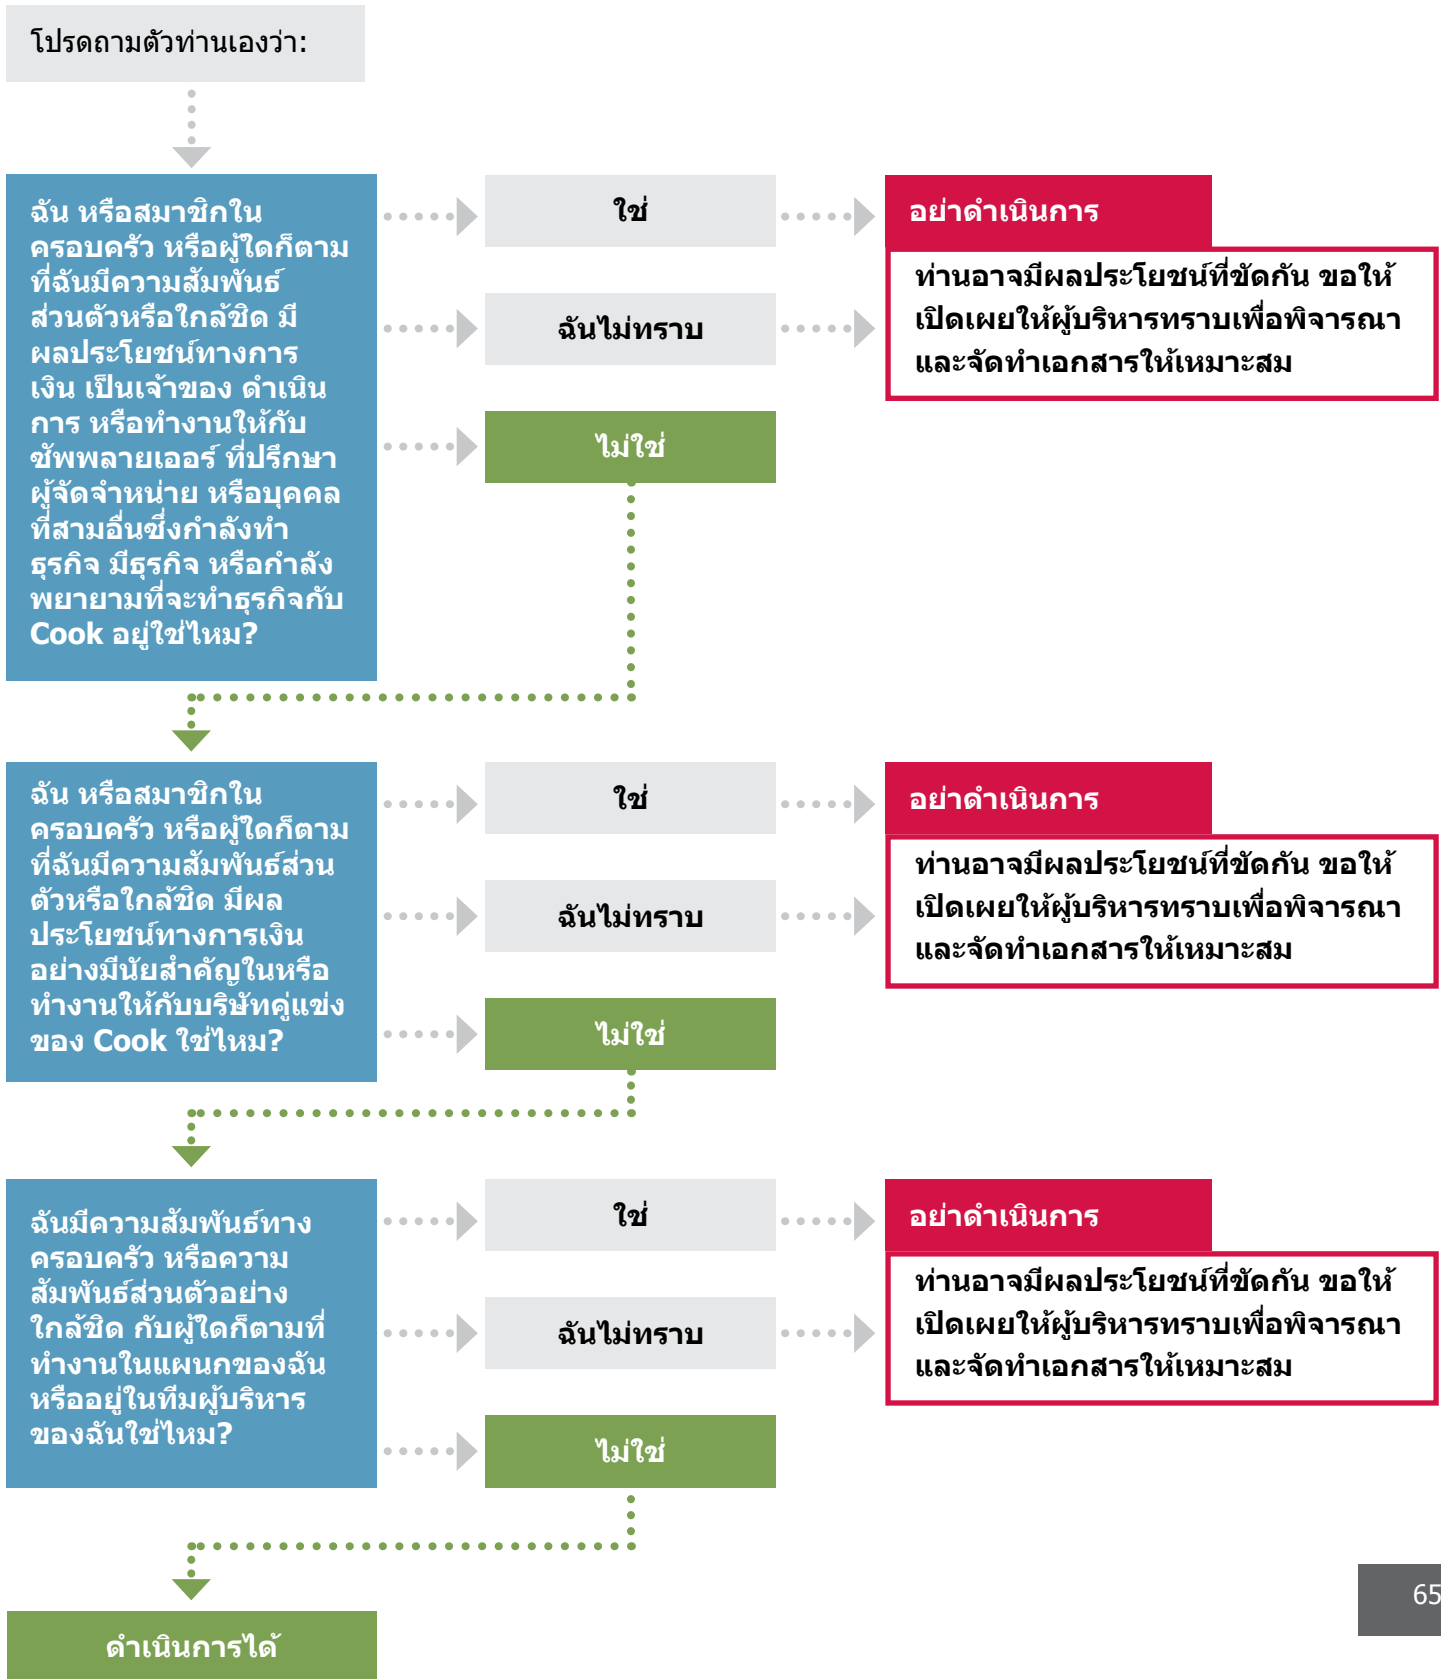 โปรดถามตัวท่านเองว่า:
ฉัน หรือสมาชิกใน
ครอบครัว หรือผู้ใดก็ตาม
ที่ฉันมีความสัมพันธ์
ส่วนตัวหรือใกล้ชิด มี
ผลประโยชน์ทางการ
เงิน เป็นเจ้าของ ดำเนิน
การ หรือทำงานให้กับ
ซัพพลายเออร์ ที่ปรึกษา
ผู้จัดจำหน่าย หรือบุคคล
ที่สามอื่นซึ่งกำลังทำ
ธุรกิจ มีธุรกิจ หรือกำลัง
พยายามที่จะทำธุรกิจกับ
Cook อยู่ใช่ไหม?
ใช่
ฉันไม่ทราบ
ไม่ใช่
อย่าดำเนินการ
ท่านอาจมีผลประโยชน์ที่ขัดกัน ขอให้
เปิดเผยให้ผู้บริหารทราบเพื่อพิจารณา
และจัดทำเอกสารให้เหมาะสม
ฉัน หรือสมาชิกใน
ครอบครัว หรือผู้ใดก็ตาม
ที่ฉันมีความสัมพันธ์ส่วน
ตัวหรือใกล้ชิด มีผล
ประโยชน์ทางการเงิน
อย่างมีนัยสำคัญในหรือ
ทำงานให้กับบริษัทคู่แข่ง
ของ Cook ใช่ไหม?
ใช่
ฉันไม่ทราบ
ไม่ใช่
อย่าดำเนินการ
ท่านอาจมีผลประโยชน์ที่ขัดกัน ขอให้
เปิดเผยให้ผู้บริหารทราบเพื่อพิจารณา
และจัดทำเอกสารให้เหมาะสม
ฉันมีความสัมพันธ์ทาง
ครอบครัว หรือความ
สัมพันธ์ส่วนตัวอย่าง
ใกล้ชิด กับผู้ใดก็ตามที่
ทำงานในแผนกของฉัน
หรืออยู่ในทีมผู้บริหาร
ของฉันใช่ไหม?
ใช่
ฉันไม่ทราบ
ไม่ใช่
อย่าดำเนินการ
ท่านอาจมีผลประโยชน์ที่ขัดกัน ขอให้
เปิดเผยให้ผู้บริหารทราบเพื่อพิจารณา
และจัดทำเอกสารให้เหมาะสม
ดำเนินการได้
65